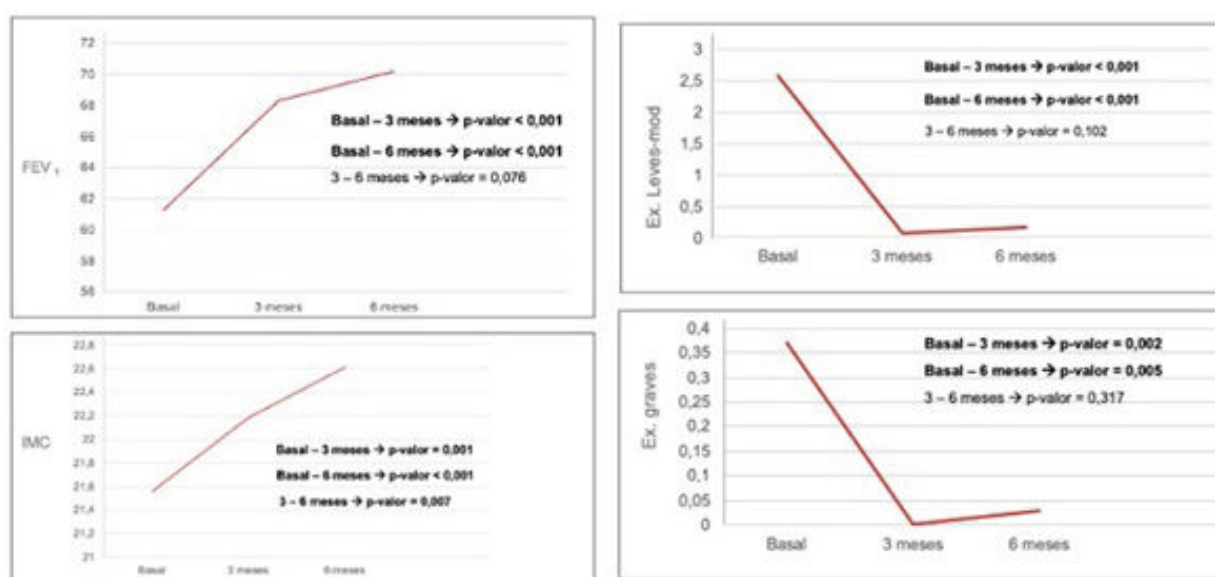 72
70
68
66
64
62
60
58
56
FEV 1
Basal – 3 meses → p-valor < 0,001
Basal – 6 meses → p-valor < 0,001
3 – 6 meses → p-valor = 0,076
Basal 3 meses 6 meses
3
2,5
2
1,5
1
0,5
0
Ex. Leves-mod
Basal – 3 meses → p-valor < 0,001
Basal – 6 meses → p-valor < 0,001
3 – 6 meses → p-valor = 0,102
Basal 3 meses 6 meses
22,8
22,6
22,4
22,2
22
21,8
21,6
21,4
21,2
21
IMC
Basal – 3 meses → p-valor = 0,001
Basal – 6 meses → p-valor < 0,001
3 – 6 meses → p-valor = 0,007
Basal 3 meses 6 meses
0,4
0,35
0,3
0,25
0,2
0,15
0,1
0,05
0
Ex. graves
Basal – 3 meses → p-valor = 0,002
Basal – 6 meses → p-valor = 0,005
3 – 6 meses → p-valor = 0,317
Basal 3 meses 6 meses